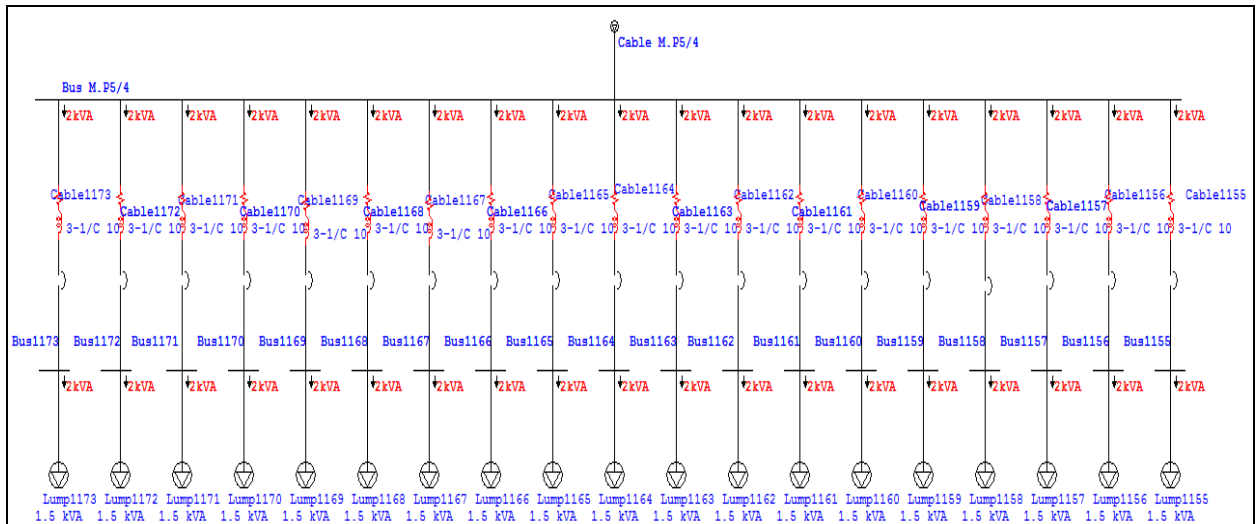 Cable M.P5/4
Bus M.P5/4
2kVA 2kVA 2kVA 2kVA 2kVA 2kVA 2kVA 2kVA 2kVA 2kVA 2kVA 2kVA 2kVA 2kVA 2kVA 2kVA 2kVA 2kVA 2kVA
Cable1173 Cable1172 Cable1171 Cable1170 Cable1169 Cable1168 Cable1167 Cable1166 Cable1165 Cable1164 Cable1163 Cable1162 Cable1161 Cable1160 Cable1159 Cable1158 Cable1157 Cable1156 Cable1155
3-1/C 10 3-1/C 10 3-1/C 10 3-1/C 10 3-1/C 10 3-1/C 10 3-1/C 10 3-1/C 10 3-1/C 10 3-1/C 10 3-1/C 10 3-1/C 10 3-1/C 10 3-1/C 10 3-1/C 10 3-1/C 10 3-1/C 10 3-1/C 10 3-1/C 10
Bus1173 Bus1172 Bus1171 Bus1170 Bus1169 Bus1168 Bus1167 Bus1166 Bus1165 Bus1164 Bus1163 Bus1162 Bus1161 Bus1160 Bus1159 Bus1158 Bus1157 Bus1156 Bus1155
2kVA 2kVA 2kVA 2kVA 2kVA 2kVA 2kVA 2kVA 2kVA 2kVA 2kVA 2kVA 2kVA 2kVA 2kVA 2kVA 2kVA 2kVA 2kVA
Lump1173 Lump1172 Lump1171 Lump1170 Lump1169 Lump1168 Lump1167 Lump1166 Lump1165 Lump1164 Lump1163 Lump1162 Lump1161 Lump1160 Lump1159 Lump1158 Lump1157 Lump1156 Lump1155
1.5 kVA 1.5 kVA 1.5 kVA 1.5 kVA 1.5 kVA 1.5 kVA 1.5 kVA 1.5 kVA 1.5 kVA 1.5 kVA 1.5 kVA 1.5 kVA 1.5 kVA 1.5 kVA 1.5 kVA 1.5 kVA 1.5 kVA 1.5 kVA 1.5 kVA